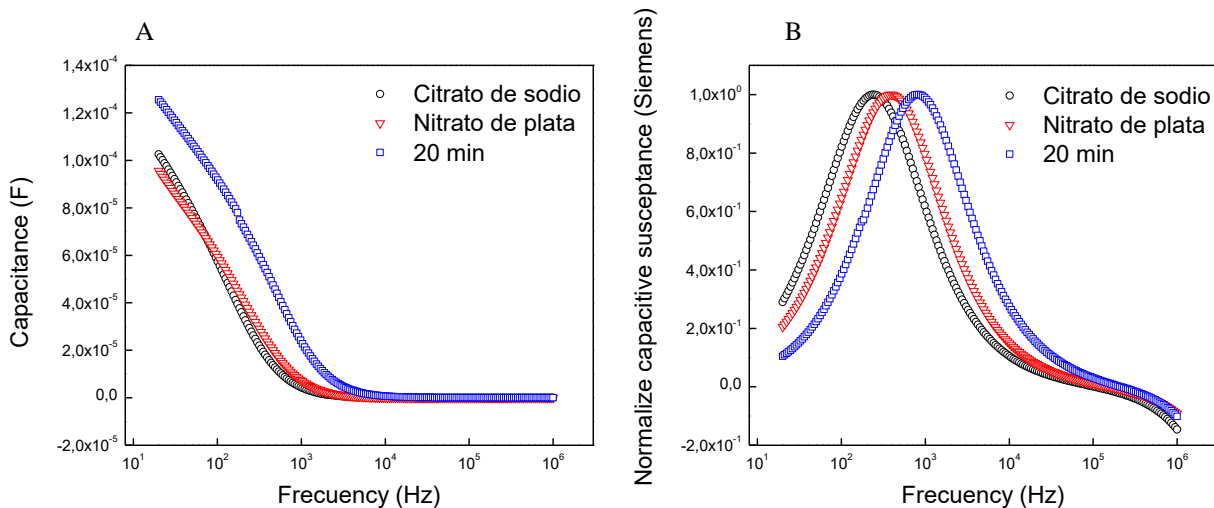 A
Capacitance (F)
1,4x10⁻⁴
1,2x10⁻⁴
1,0x10⁻⁴
8,0x10⁻⁵
6,0x10⁻⁵
4,0x10⁻⁵
2,0x10⁻⁵
0,0
-2,0x10⁻⁵
Citrato de sodio
Nitrato de plata
20 min
10¹ 10² 10³ 10⁴ 10⁵ 10⁶
Frecuency (Hz)
B
Normalize capacitive susceptance (Siemens)
1,0x10⁰
8,0x10⁻¹
6,0x10⁻¹
4,0x10⁻¹
2,0x10⁻¹
0,0
-2,0x10⁻¹
Citrato de sodio
Nitrato de plata
20 min
10¹ 10² 10³ 10⁴ 10⁵ 10⁶
Frecuency (Hz)